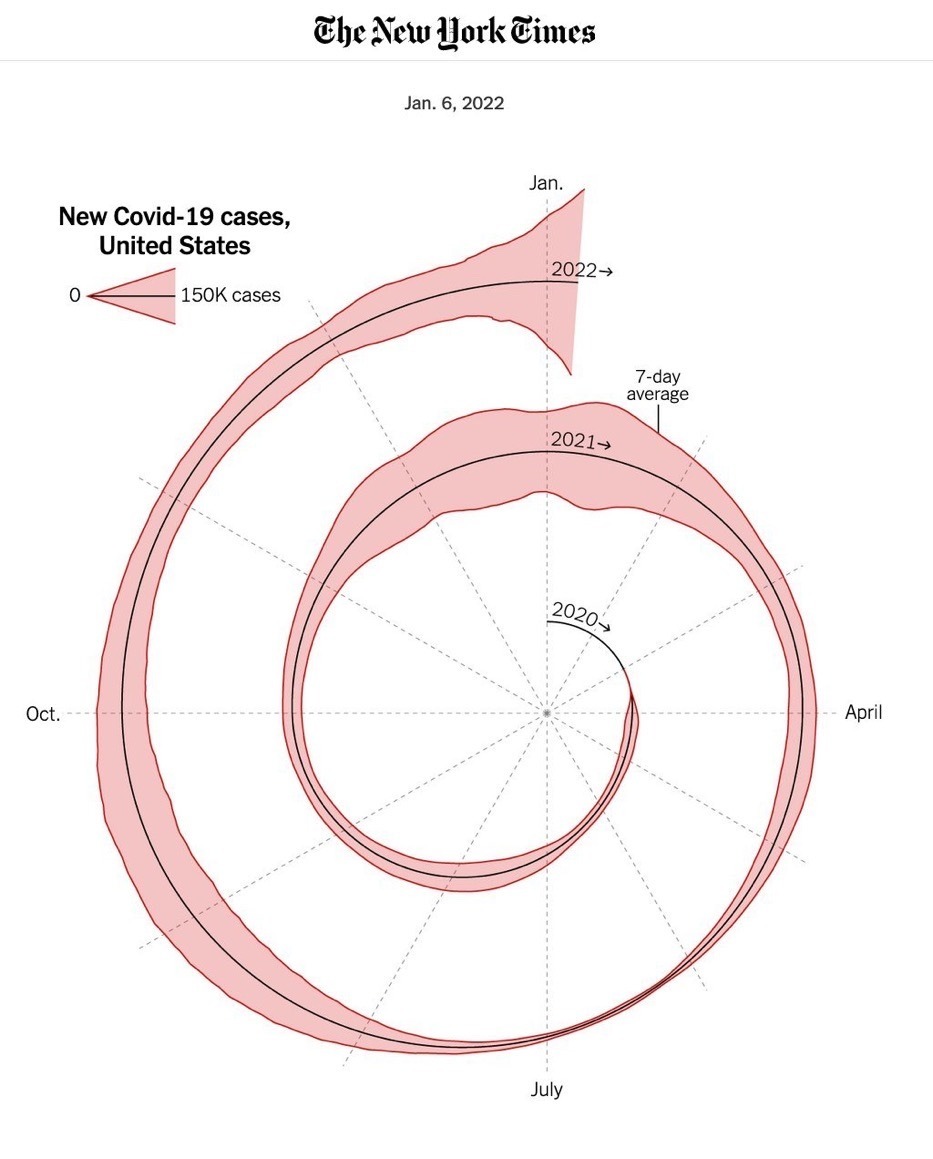 The New York Times
Jan. 6, 2022
Jan.
New Covid-19 cases,
United States
0
150K cases
2022→
7-day
average
2021→
2020→
Oct.
April
July